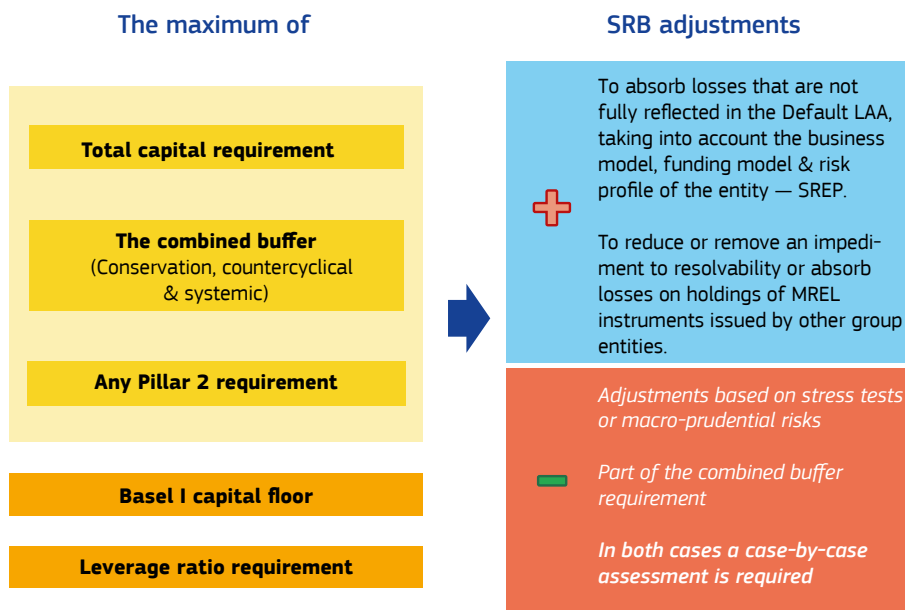 The maximum of
Total capital requirement
The combined buffer
(Conservation, countercyclical
& systemic)
Any Pillar 2 requirement
Basel I capital floor
Leverage ratio requirement
SRB adjustments
To absorb losses that are not
fully reflected in the Default LAA,
taking into account the business
model, funding model & risk
profile of the entity — SREP.
To reduce or remove an impedi-
ment to resolvability or absorb
losses on holdings of MREL
instruments issued by other group
entities.
Adjustments based on stress tests
or macro-prudential risks
Part of the combined buffer
requirement
In both cases a case-by-case
assessment is required